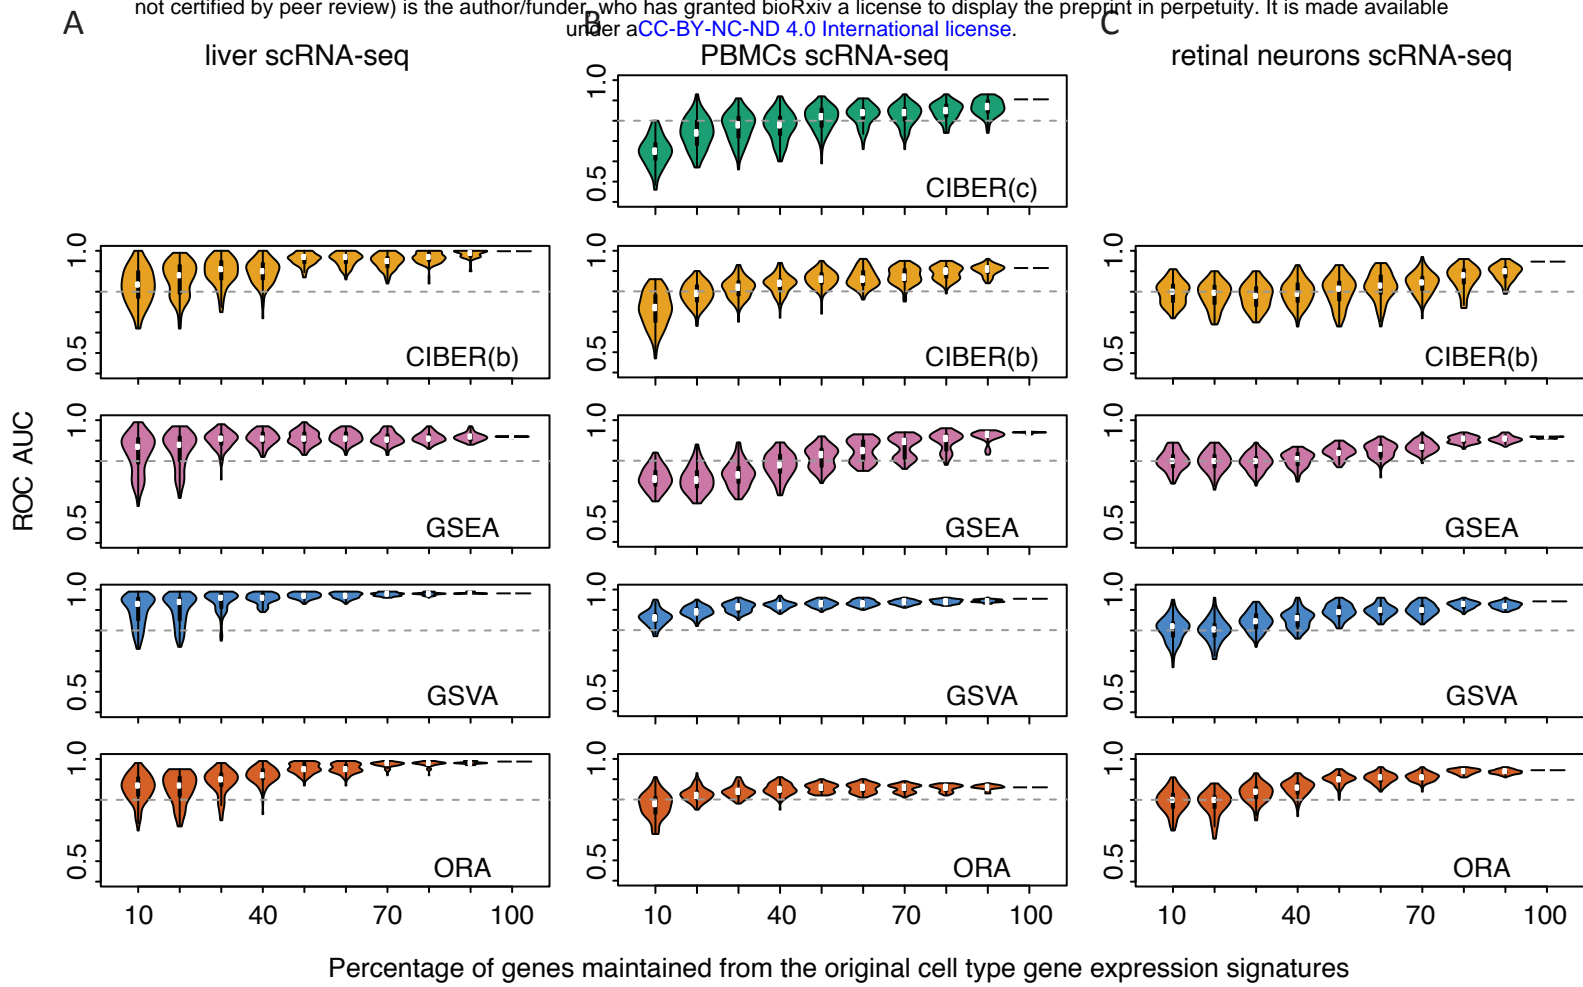 not certified by peer review) is the author/funder, who has granted bioRxiv a license to display the preprint in perpetuity. It is made available
under aCC-BY-NC-ND 4.0 International license.
A
B
C
liver scRNA-seq
PBMCs scRNA-seq
retinal neurons scRNA-seq
1.0
0.5
CIBER(c)
1.0
0.5
CIBER(b)
1.0
0.5
CIBER(b)
1.0
0.5
CIBER(b)
ROC AUC
1.0
0.5
GSEA
1.0
0.5
GSEA
1.0
0.5
GSEA
1.0
0.5
GSVA
1.0
0.5
GSVA
1.0
0.5
GSVA
1.0
0.5
ORA
1.0
0.5
ORA
1.0
0.5
ORA
10 40 70 100
10 40 70 100
10 40 70 100
Percentage of genes maintained from the original cell type gene expression signatures